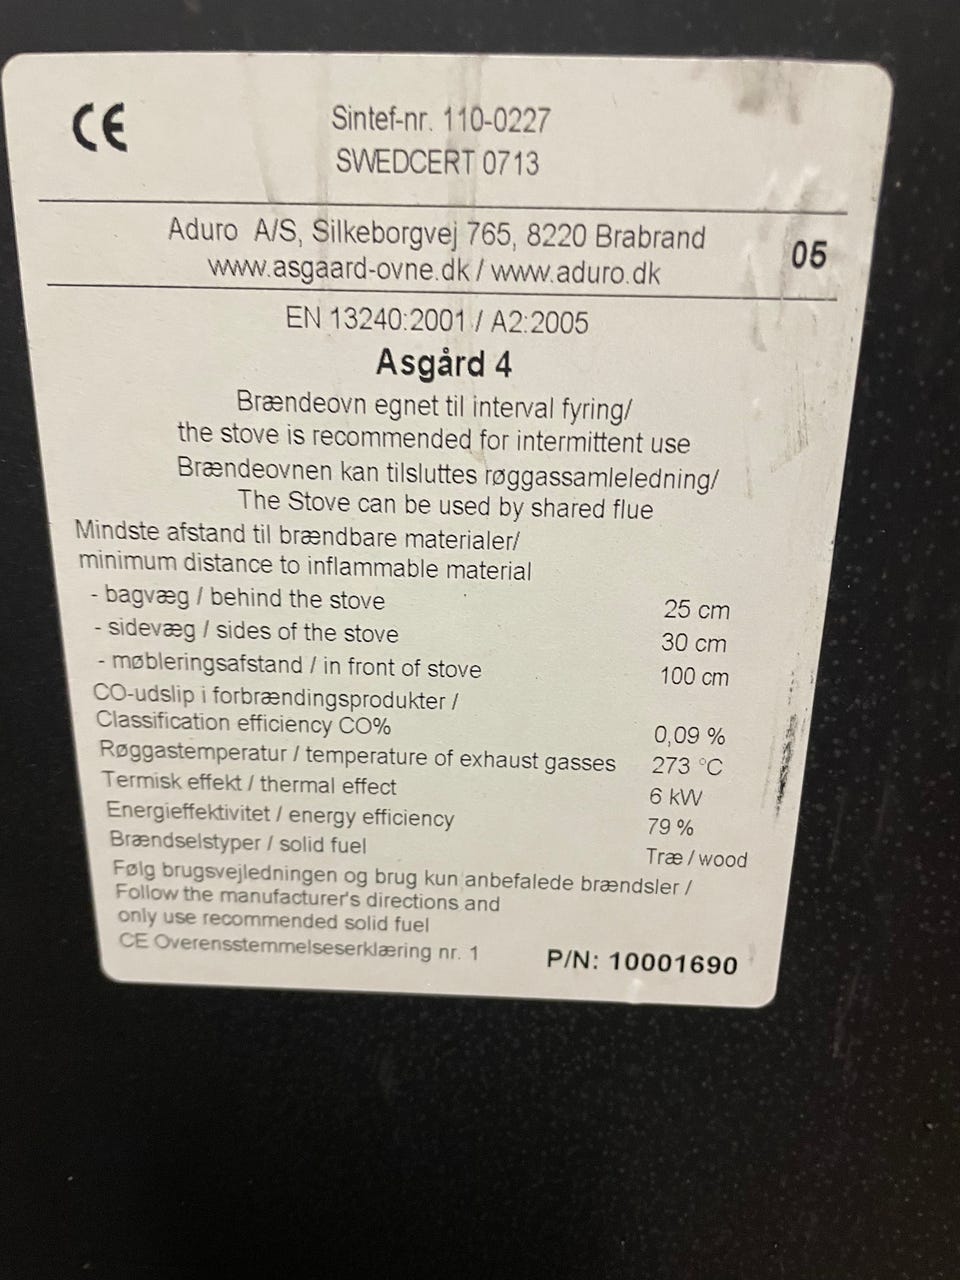 CE
Sintef-nr. 110-0227
SWEDCERT 0713
Aduro A/S, Silkeborgvej 765, 8220 Brabrand
www.asgaard-ovne.dk / www.aduro.dk
05
EN 13240:2001 / A2:2005
Asgård 4
Brændeovn egnet til interval fyring/
the stove is recommended for intermittent use
Brændeovnen kan tilsluttes røggassamleledning/
The Stove can be used by shared flue
Mindste afstand til brændbare materialer/
minimum distance to inflammable material
- bagvæg / behind the stove 25 cm
- sidevæg / sides of the stove 30 cm
- møbleringsafstand / in front of stove 100 cm
CO-udslip i forbrændingsprodukter /
Classification efficiency CO% 0,09 %
Røggastemperatur / temperature of exhaust gasses 273 °C
Termisk effekt / thermal effect 6 kW
Energieffektivitet / energy efficiency 79 %
Brændselstyper / solid fuel Træ / wood
Følg brugsvejledningen og brug kun anbefalede brændsler /
Follow the manufacturer's directions and
only use recommended solid fuel
CE Overensstemmelseserklæring nr. 1 P/N: 10001690